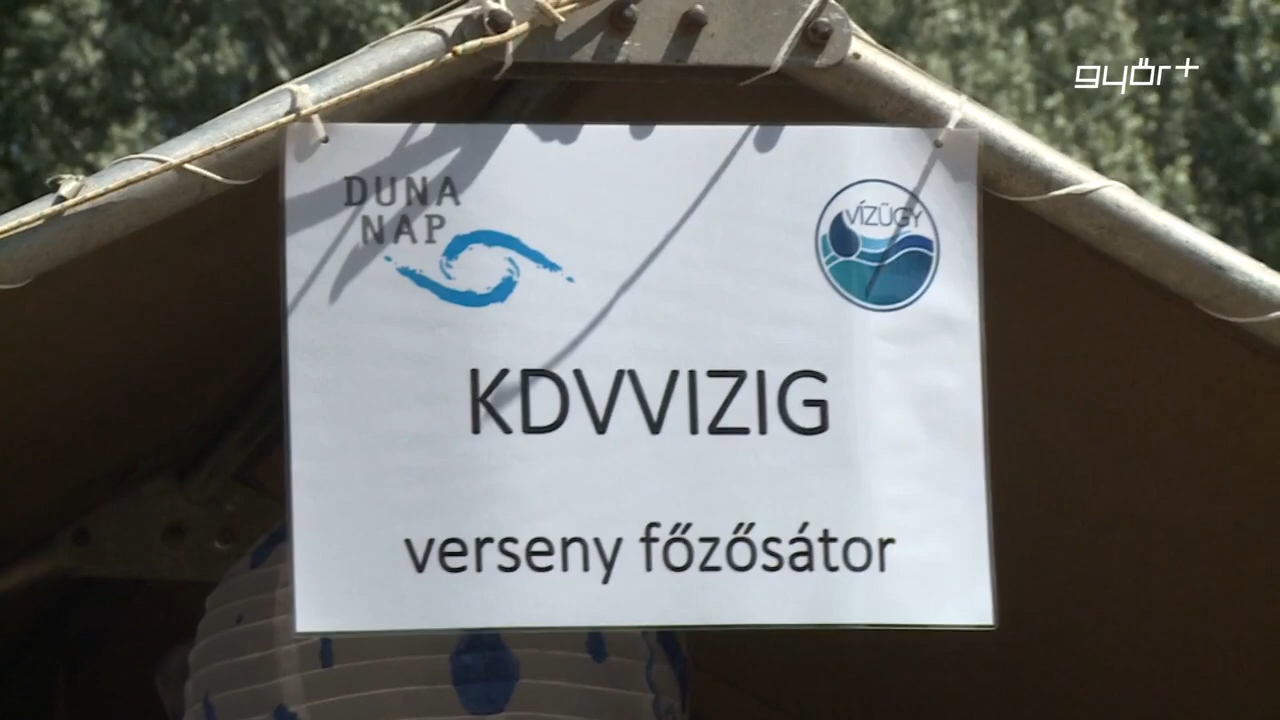 győr+
DUNA
NAP
VÍZÜGY
KDVVIZIG
verseny főzősátor